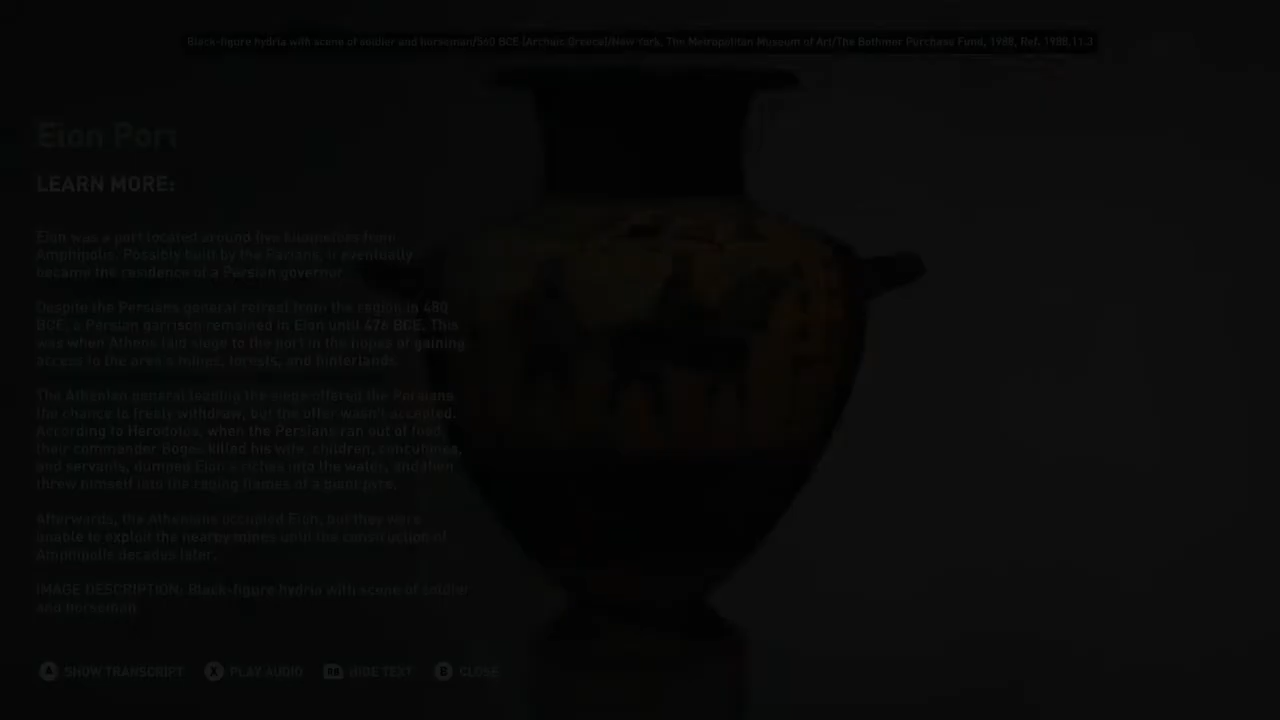 Black-figure hydria with scene of soldier and horseman/560 BCE (Archaic Greece)/New York, The Metropolitan Museum of Art/The Bothmer Purchase Fund, 1988, Ref. 1988.11.3
Eion Port
LEARN MORE:
Eion was a port located around five kilometres from
Amphipolis. Possibly built by the Parians, it eventually
became the residence of a Persian governor.
Despite the Persians general retreat from the region in 480
BCE, a Persian garrison remained in Eion until 476 BCE. This
was when Athens laid siege to the port in the hopes of gaining
access to the area's mines, forests, and hinterlands.
The Athenian general leading the siege offered the Persians
the chance to freely withdraw, but the offer wasn't accepted.
According to Herodotos, when the Persians ran out of food,
their commander Boges killed his wife, children, concubines,
and servants, dumped Eion's riches into the water, and then
threw himself into the raging flames of a giant pyre.
Afterwards, the Athenians occupied Eion, but they were
unable to exploit the nearby mines until the construction of
Amphipolis decades later.
IMAGE DESCRIPTION: Black-figure hydria with scene of soldier
and horseman
A SHOW TRANSCRIPT X PLAY AUDIO RB HIDE TEXT B CLOSE